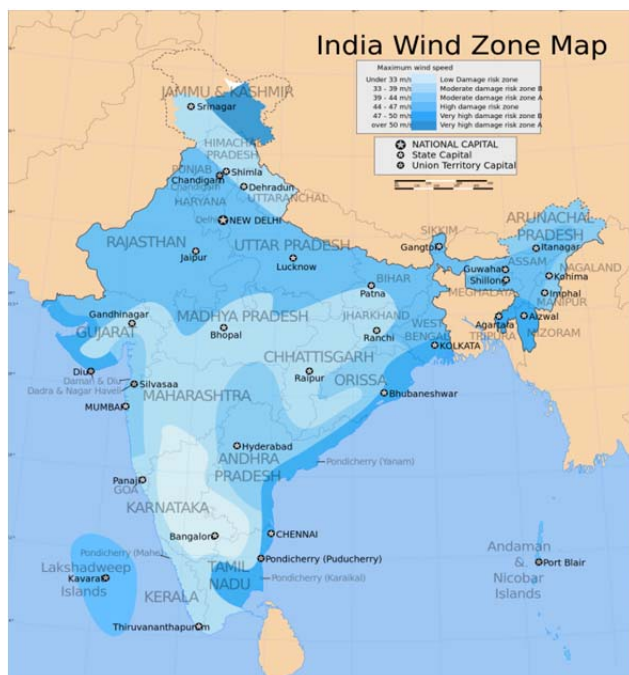 India Wind Zone Map
Maximum wind speed
Under 33 m/s Low Damage risk zone
33 - 39 m/s Moderate damage risk zone B
39 - 44 m/s Moderate damage risk zone A
44 - 47 m/s High damage risk zone
47 - 50 m/s Very high damage risk zone B
over 50 m/s Very high damage risk zone A
NATIONAL CAPITAL
State Capital
Union Territory Capital
JAMMU & KASHMIR
Srinagar
HIMACHAL
PRADESH
PUNJAB
Shimla
Chandigarh
Chandigarh
Dehradun
UTTARANCHAL
HARYANA
Delhi
NEW DELHI
RAJASTHAN
Jaipur
UTTAR PRADESH
Lucknow
SIKKIM
Gangtok
ARUNACHAL
PRADESH
Itanagar
ASSAM
Guwahati
NAGALAND
Kohima
Shillong
MEGHALAYA
Imphal
MANIPUR
BIHAR
Patna
Agartala
TRIPURA
Aizwal
MIZORAM
Gandhinagar
GUJARAT
MADHYA PRADESH
Bhopal
JHARKHAND
Ranchi
WEST
BENGAL
KOLKATA
CHHATTISGARH
Raipur
ORISSA
Bhubaneshwar
Diu
Daman & Diu
Dadra & Nagar Haveli
Silvasaa
MAHARASHTRA
MUMBAI
Hyderabad
ANDHRA
PRADESH
Pondicherry (Yanam)
Panaji
GOA
KARNATAKA
Bangalore
CHENNAI
Pondicherry (Mahe)
Pondicherry (Puducherry)
Pondicherry (Karaikal)
TAMIL
NADU
Lakshadweep
Islands
Kavarati
KERALA
Thiruvananthapuram
Andaman
&
Nicobar
Islands
Port Blair